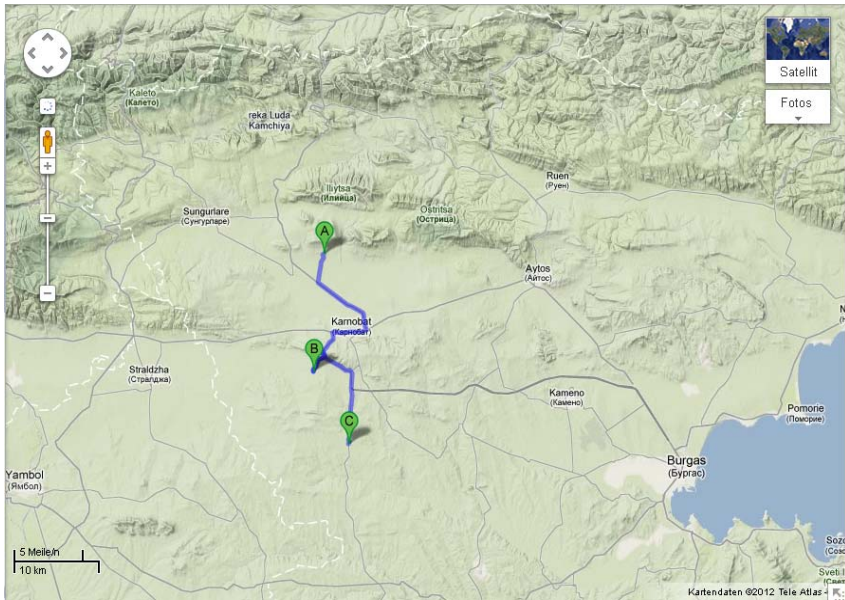 Satellit
Fotos
Kaleto
(Калето)
reka Luda
Kamchiya
Ruen
(Руен)
Iliytsa
(Илийца)
Sungurlare
(Сунгурларе)
Ostritsa
(Острица)
A
Aytos
(Айтос)
Karnobat
(Карнобат)
B
Straldzha
(Стралджа)
Kameno
(Камено)
Pomorie
(Поморие)
C
Burgas
(Бургас)
Yambol
(Ямбол)
5 Meile/n
10 km
Kartendaten ©2012 Tele Atlas -